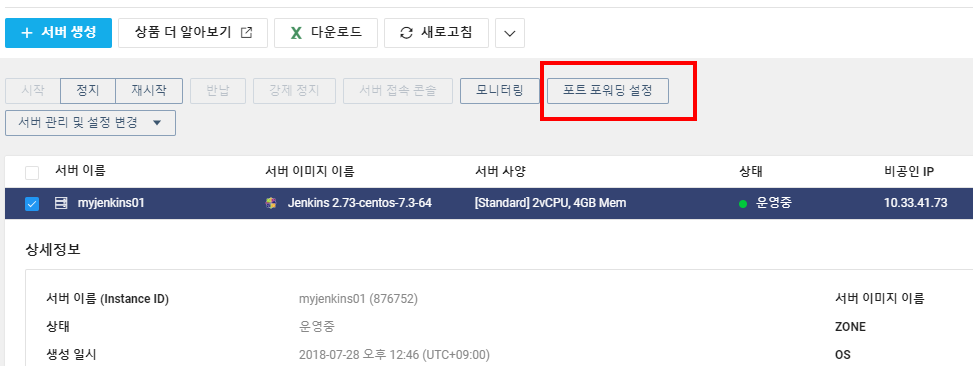 + 서버 생성 상품 더 알아보기 다운로드 새로고침
시작 정지 재시작 반납 강제 정지 서버 접속 콘솔 모니터링 포트 포워딩 설정
서버 관리 및 설정 변경
서버 이름 서버 이미지 이름 서버 사양 상태 비공인 IP
myjenkins01 Jenkins 2.73-centos-7.3-64 [Standard] 2vCPU, 4GB Mem 운영중 10.33.41.73
상세정보
서버 이름 (Instance ID) myjenkins01 (876752) 서버 이미지 이름
상태 운영중 ZONE
생성 일시 2018-07-28 오후 12:46 (UTC+09:00) OS